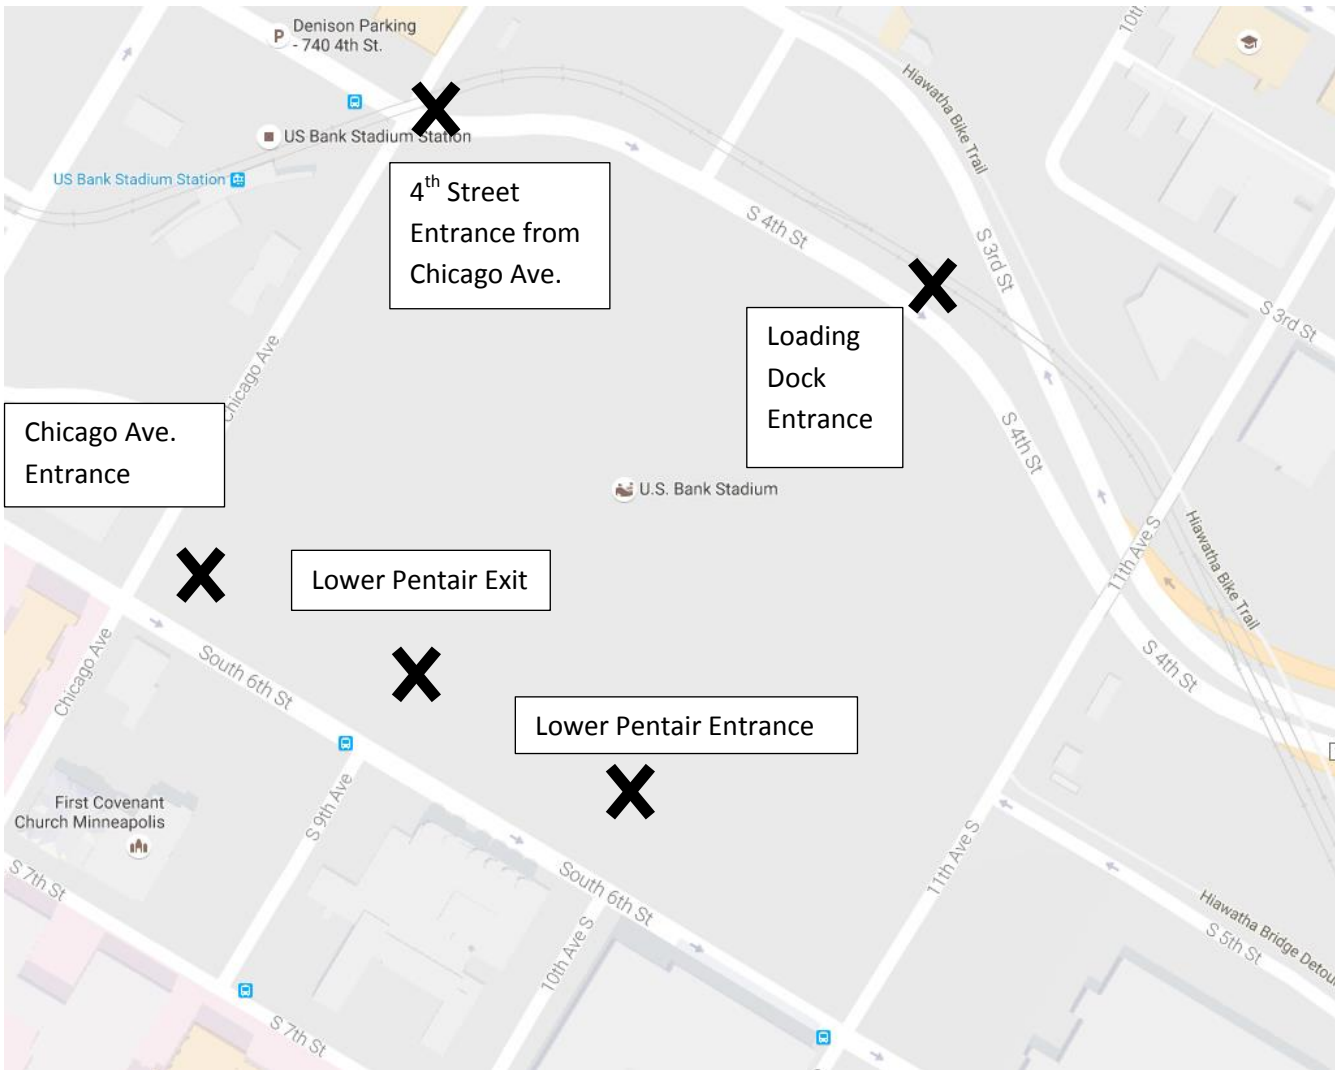 Denison Parking
- 740 4th St.
P
10th
Hiawatha Bike Trail
US Bank Stadium Station
US Bank Stadium Station
4th Street
Entrance from
Chicago Ave.
S 4th St
S 3rd St
S 3rd St
Loading
Dock
Entrance
Chicago Ave
Chicago Ave.
Entrance
S 4th St
U.S. Bank Stadium
Hiawatha Bike Trail
11th Ave S
Lower Pentair Exit
Chicago Ave
South 6th St
S 4th St
Lower Pentair Entrance
First Covenant
Church Minneapolis
S 9th Ave
S 7th St
South 6th St
11th Ave S
10th Ave S
Hiawatha Bridge Detou
S 5th St
S 7th St